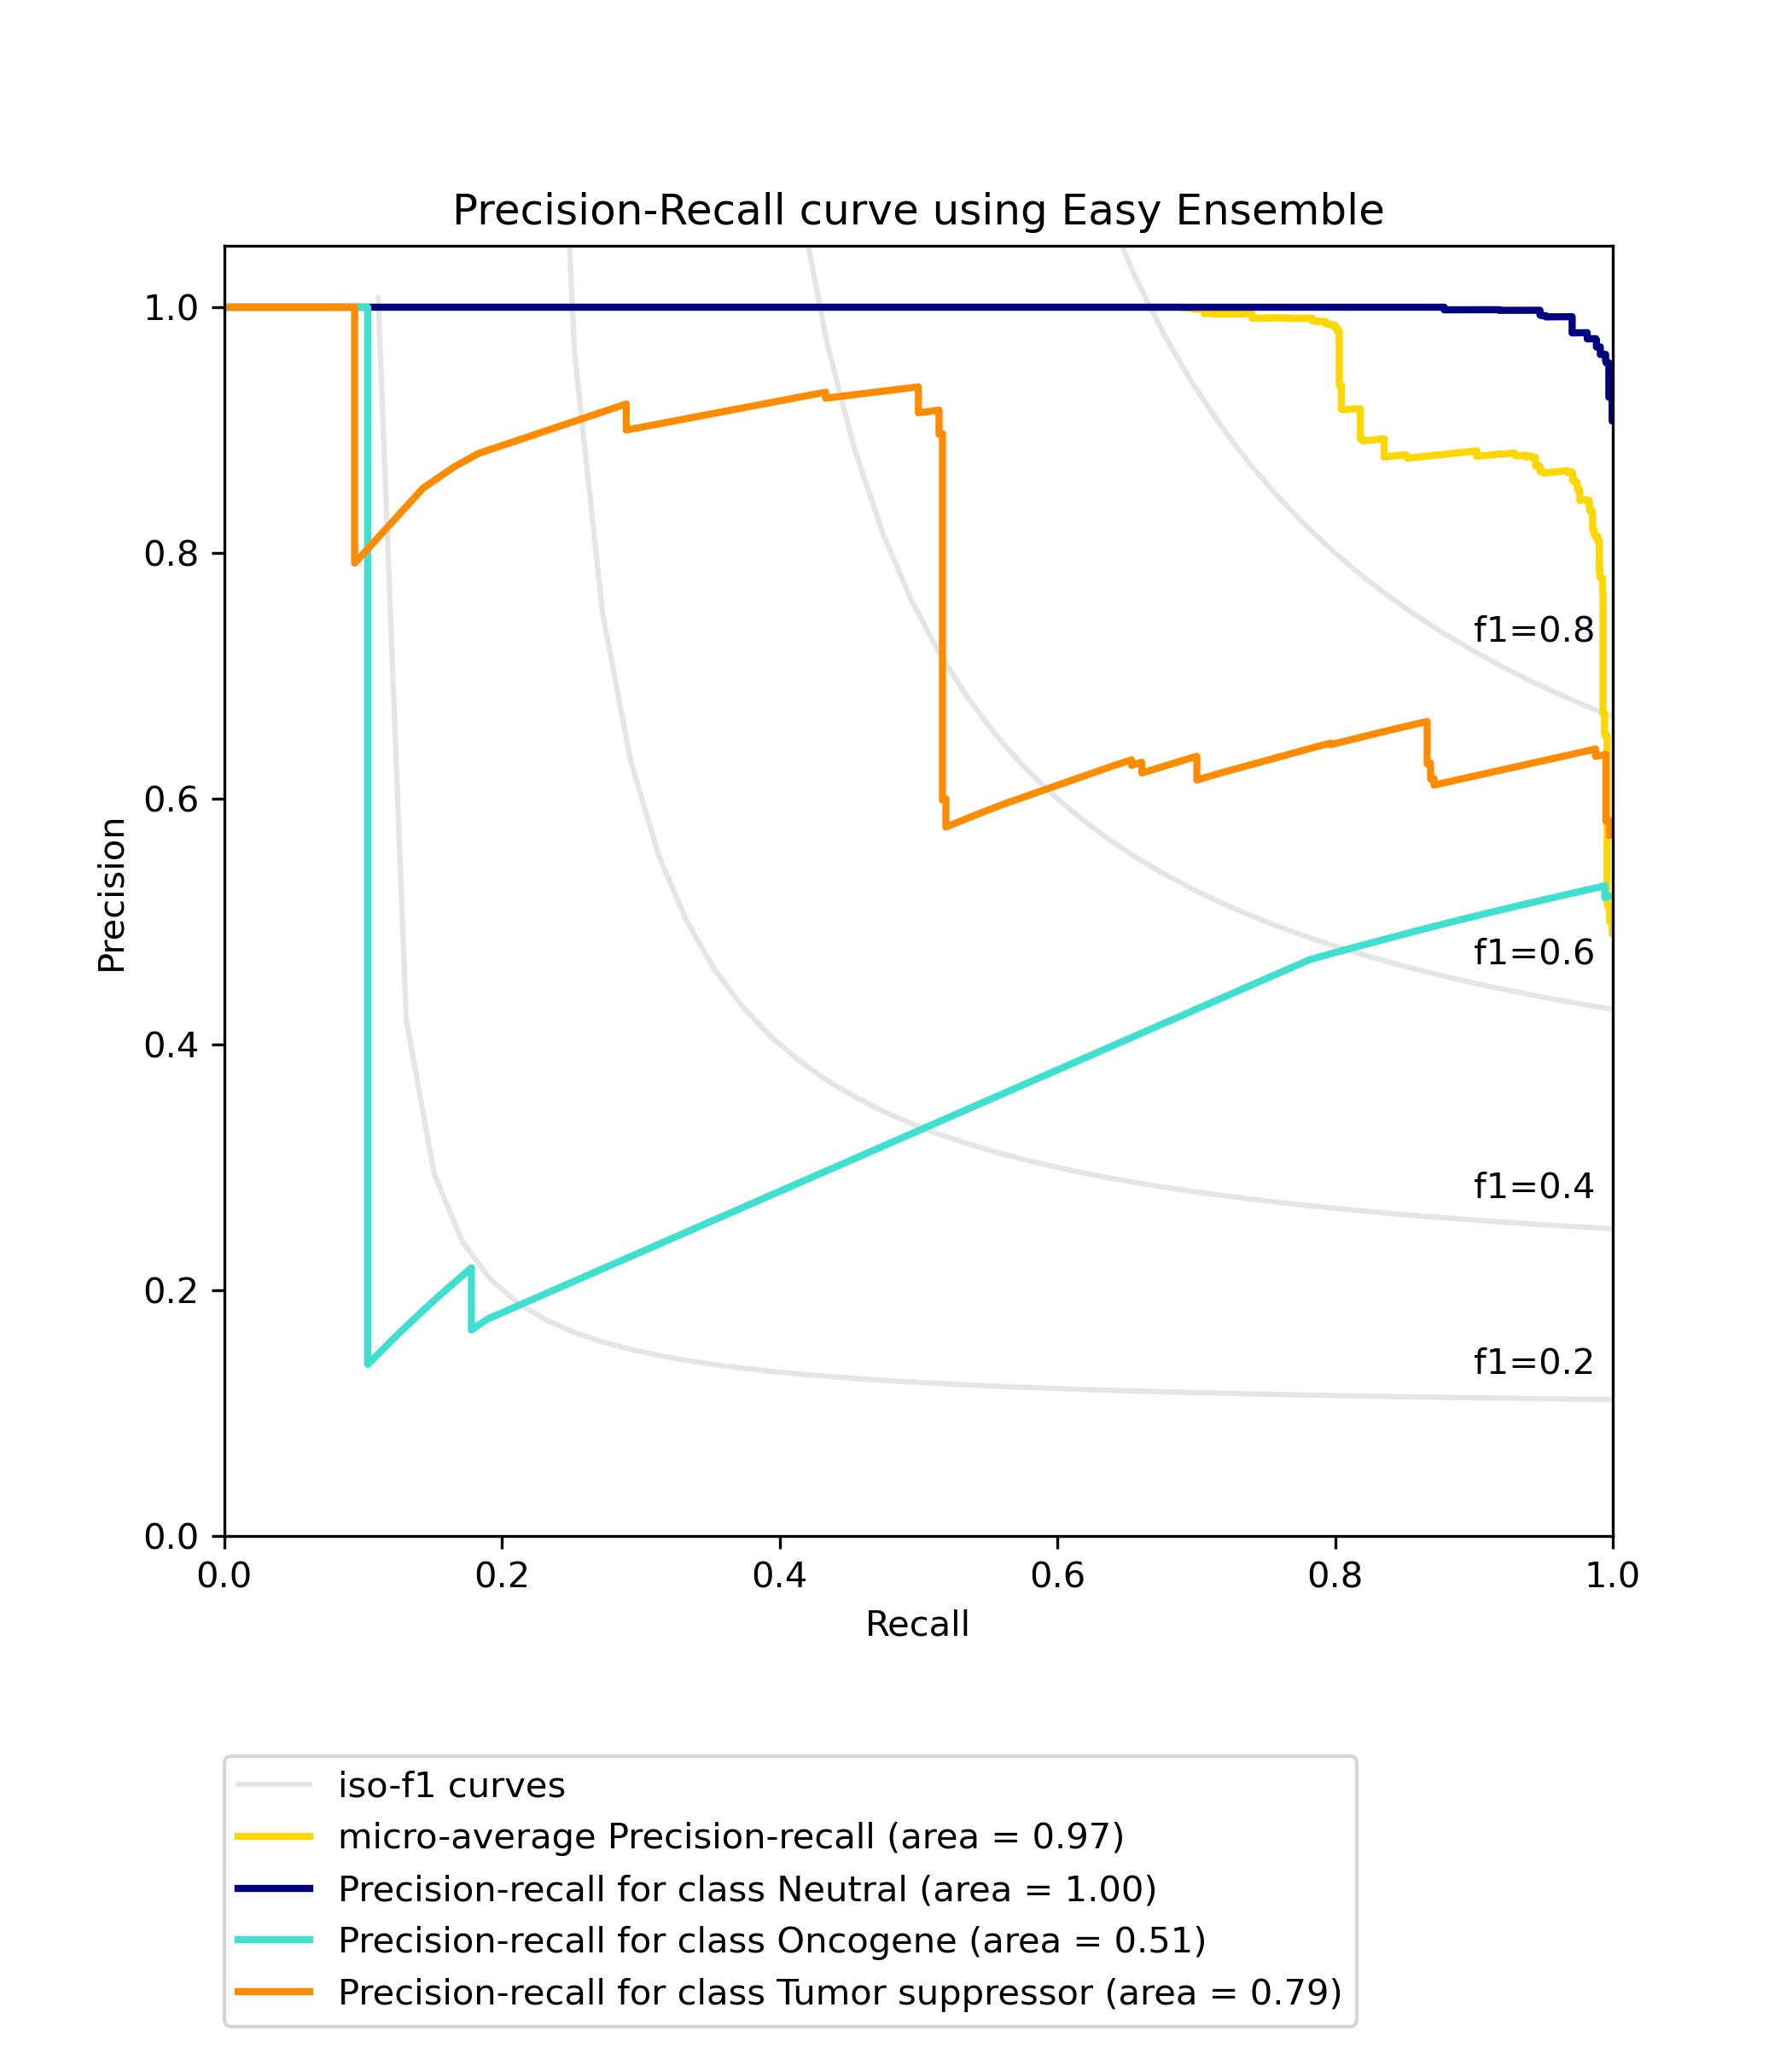 Precision-Recall curve using Easy Ensemble
1.0
0.8
0.6
0.4
0.2
0.0
Precision
f1=0.8
f1=0.6
f1=0.4
f1=0.2
0.0 0.2 0.4 0.6 0.8 1.0
Recall
iso-f1 curves
micro-average Precision-recall (area = 0.97)
Precision-recall for class Neutral (area = 1.00)
Precision-recall for class Oncogene (area = 0.51)
Precision-recall for class Tumor suppressor (area = 0.79)